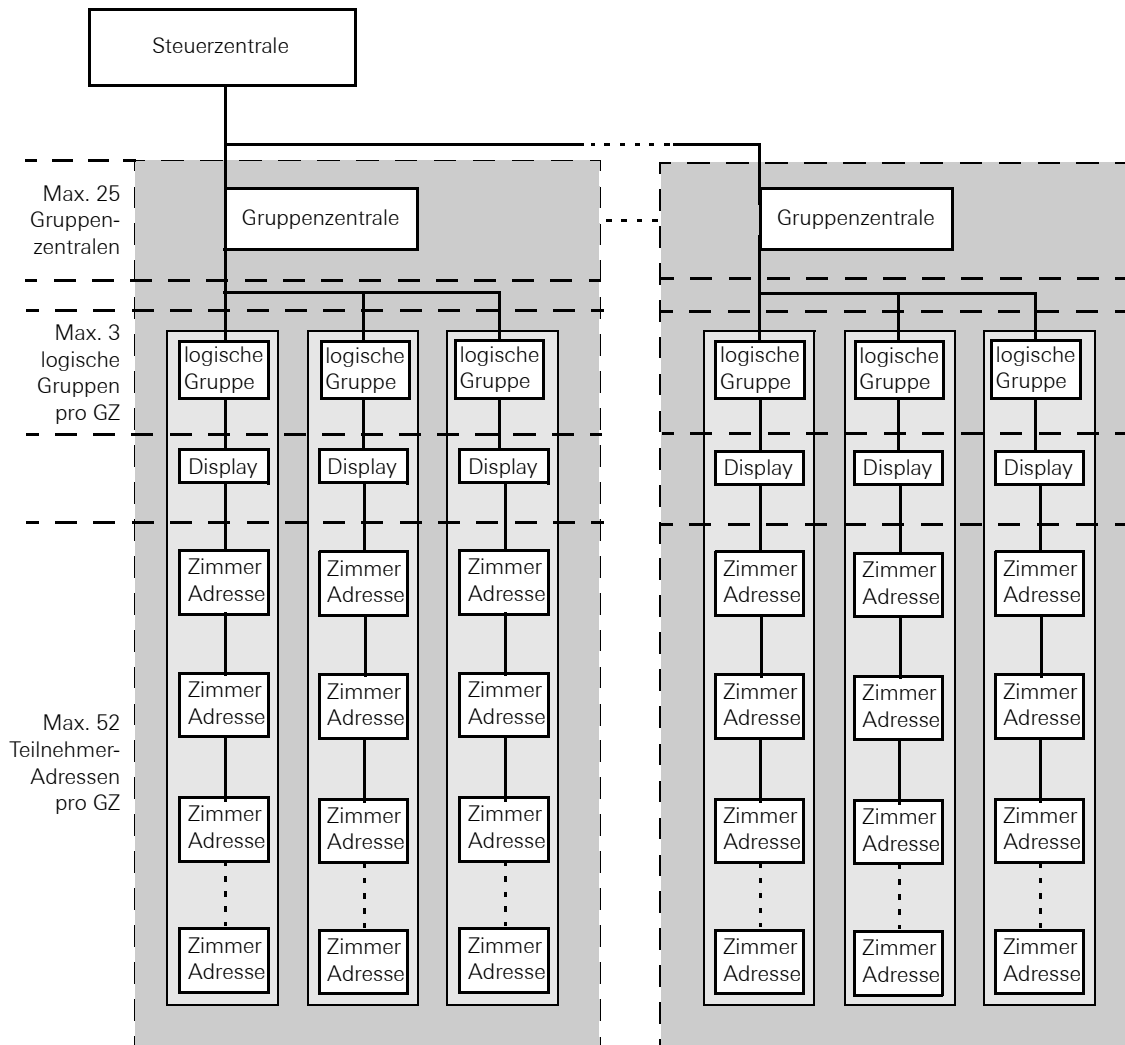 Steuerzentrale
Max. 25
Gruppen-
zentralen
Gruppenzentrale
Gruppenzentrale
Max. 3
logische
Gruppen
pro GZ
logische
Gruppe
logische
Gruppe
logische
Gruppe
logische
Gruppe
logische
Gruppe
logische
Gruppe
Display
Display
Display
Display
Display
Display
Zimmer
Adresse
Zimmer
Adresse
Zimmer
Adresse
Zimmer
Adresse
Zimmer
Adresse
Zimmer
Adresse
Max. 52
Teilnehmer-
Adressen
pro GZ
Zimmer
Adresse
Zimmer
Adresse
Zimmer
Adresse
Zimmer
Adresse
Zimmer
Adresse
Zimmer
Adresse
Zimmer
Adresse
Zimmer
Adresse
Zimmer
Adresse
Zimmer
Adresse
Zimmer
Adresse
Zimmer
Adresse
Zimmer
Adresse
Zimmer
Adresse
Zimmer
Adresse
Zimmer
Adresse
Zimmer
Adresse
Zimmer
Adresse